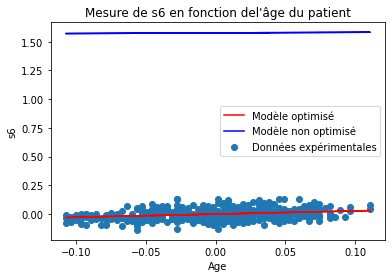 Mesure de s6 en fonction del'âge du patient
1.50
1.25
1.00
0.75
0.50
0.25
0.00
s6
Modèle optimisé
Modèle non optimisé
Données expérimentales
−0.10
−0.05
0.00
0.05
0.10
Age